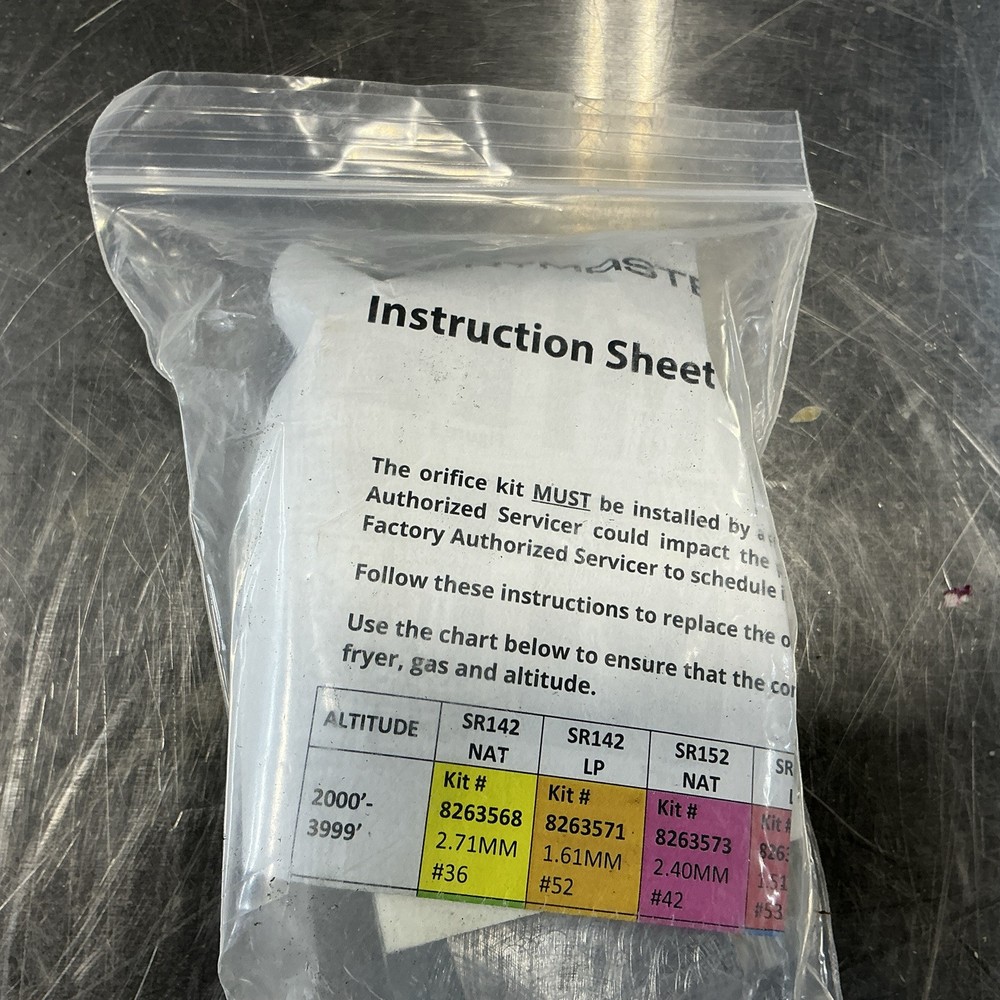 Instruction Sheet
The orifice kit MUST be installed by a
Authorized Servicer could impact the
Factory Authorized Servicer to schedule
Follow these instructions to replace the
Use the chart below to ensure that the
fryer, gas and altitude.
ALTITUDE SR142 NAT SR142 LP SR152 NAT SR
2000'-3999' Kit # 8263568 2.71MM #36 Kit # 8263571 1.61MM #52 Kit # 8263573 2.40MM #42 Kit # #53